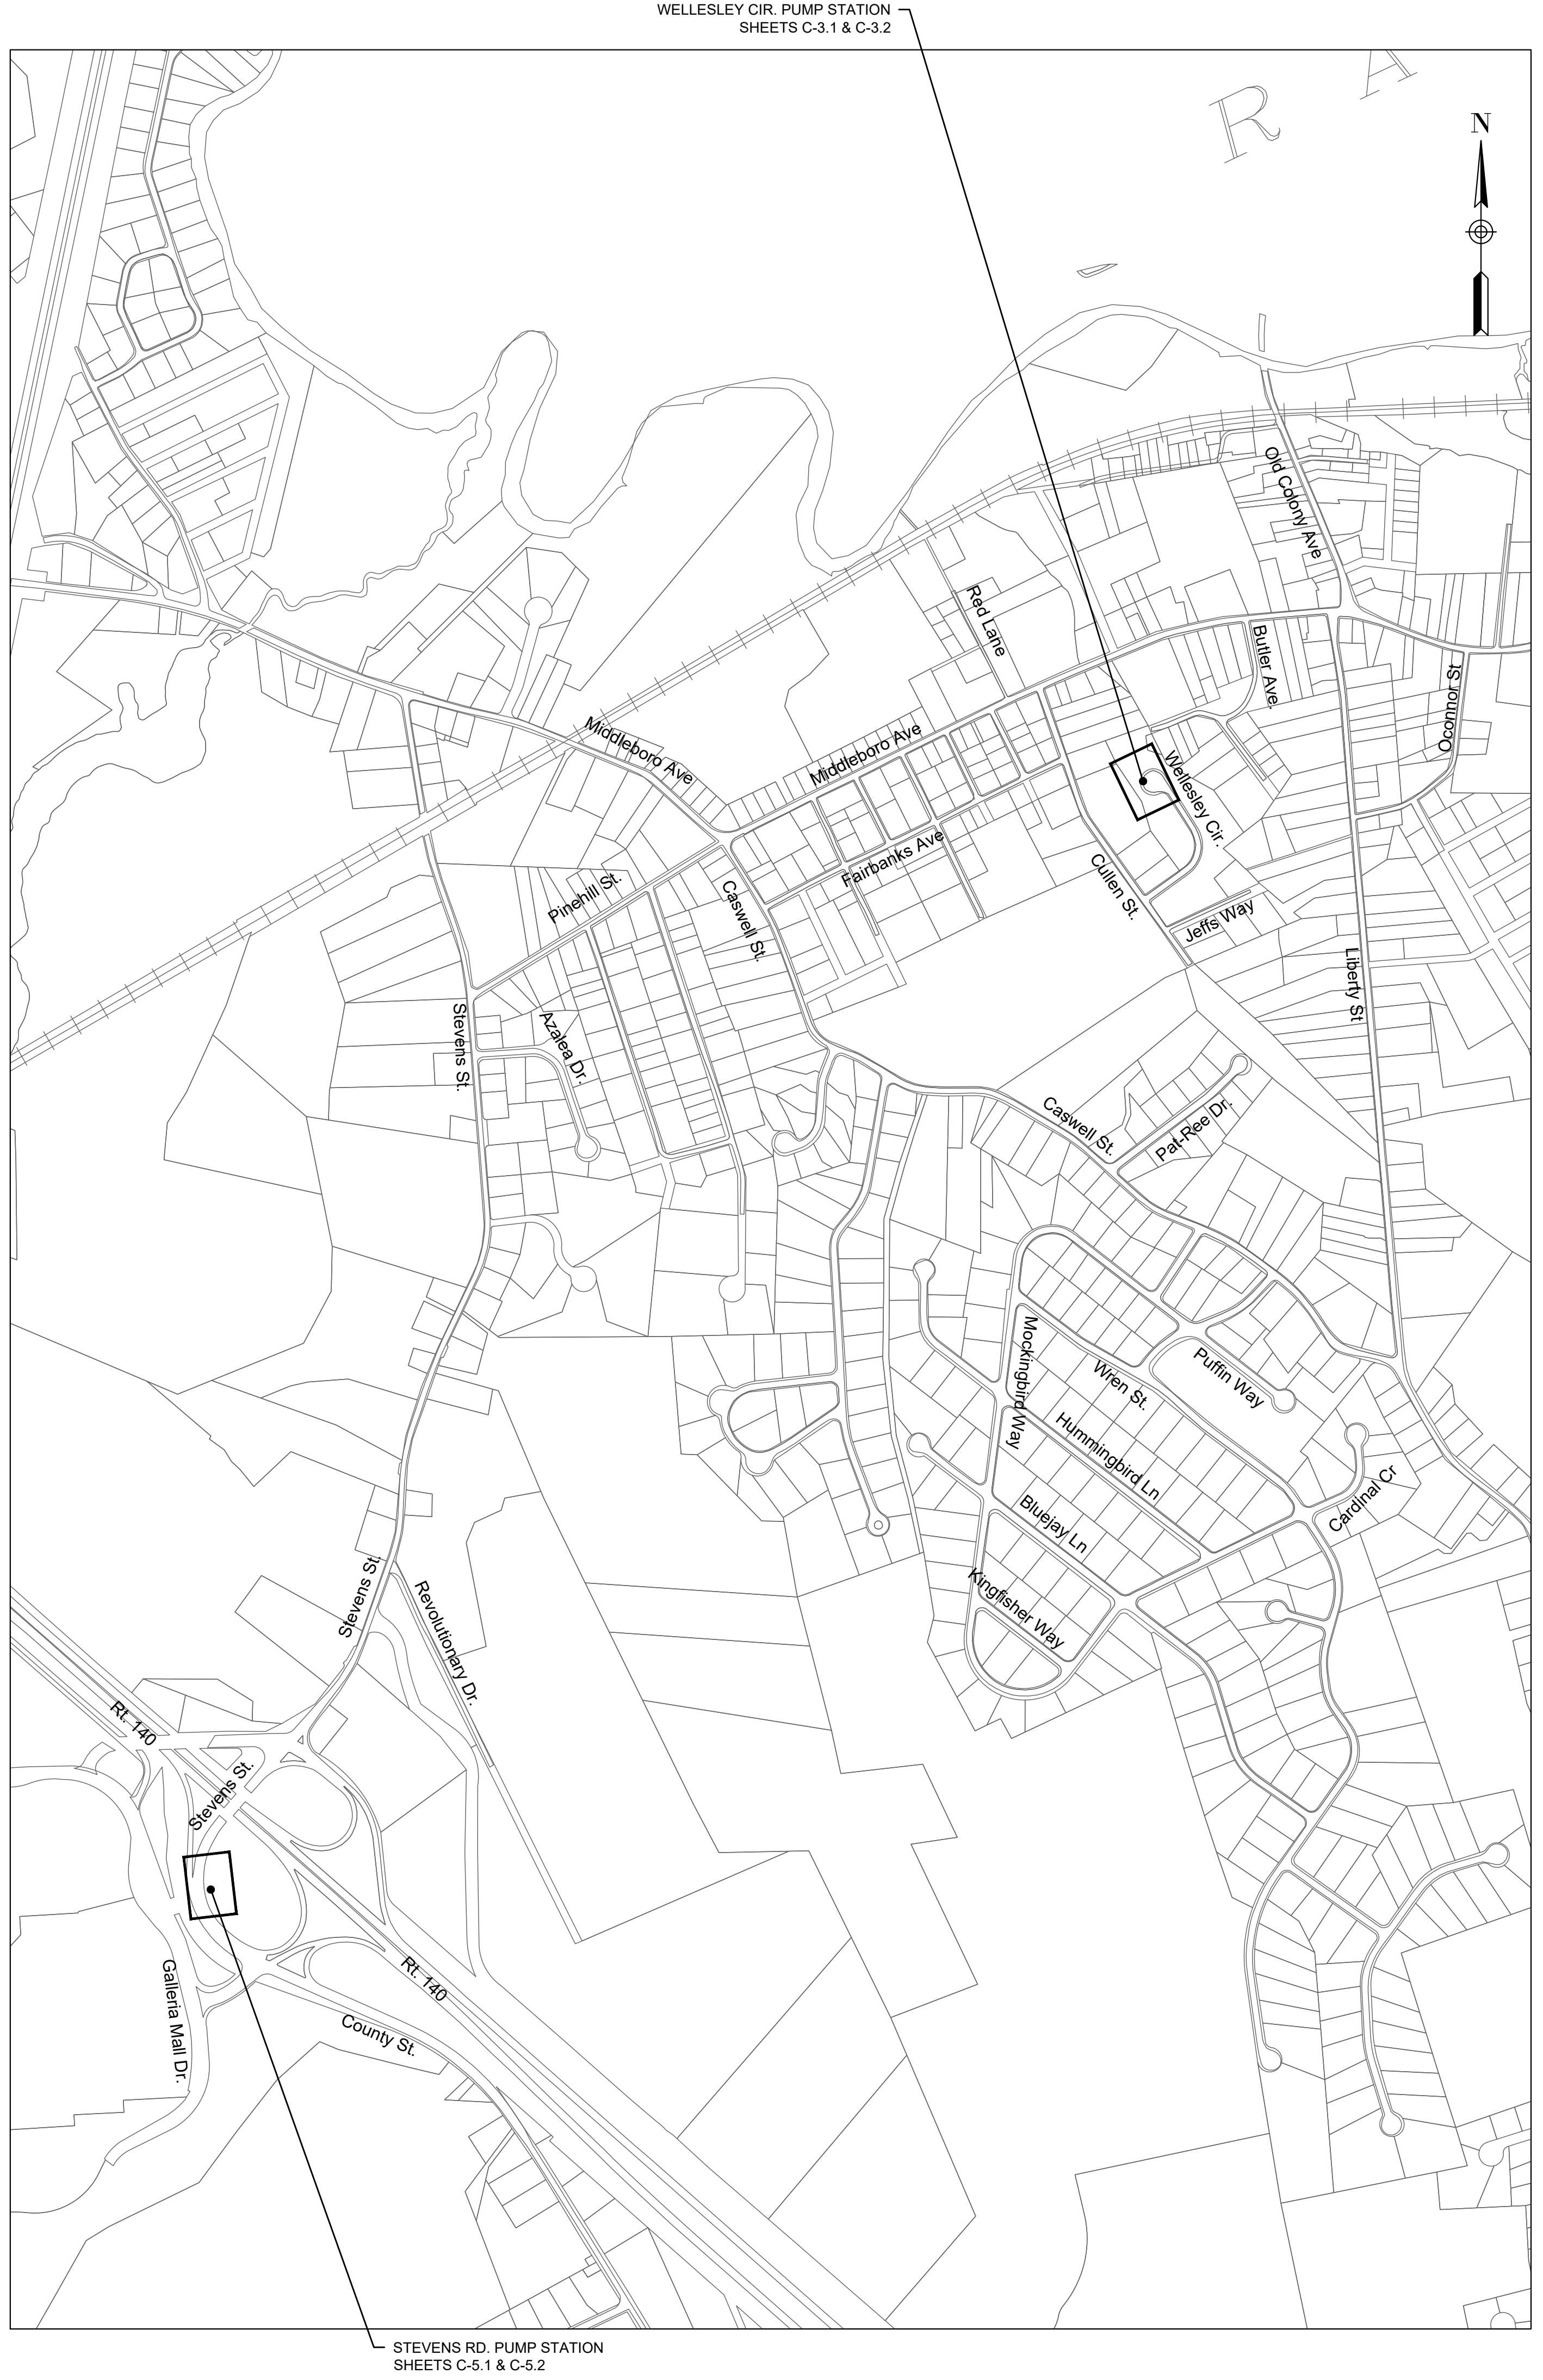 WELLESLEY CIR. PUMP STATION
SHEETS C-3.1 & C-3.2
R A
N
Old Colony Ave
Red Lane
Butler Ave.
Oconnor St
Middleboro Ave
Middleboro Ave
Wellesley Cir.
Fairbanks Ave
Cullen St.
Pinehill St.
Caswell St.
Jeffs Way
Liberty St
Stevens St.
Azalea Dr.
Caswell St.
Pat-Ree Dr.
Mockingbird Way
Wren St.
Puffin Way
Hummingbird Ln
Cardinal Cr
Bluejay Ln
Kingfisher Way
Stevens St.
Revolutionary Dr.
Rt. 140
Stevens St.
Galleria Mall Dr.
Rt. 140
County St.
STEVENS RD. PUMP STATION
SHEETS C-5.1 & C-5.2